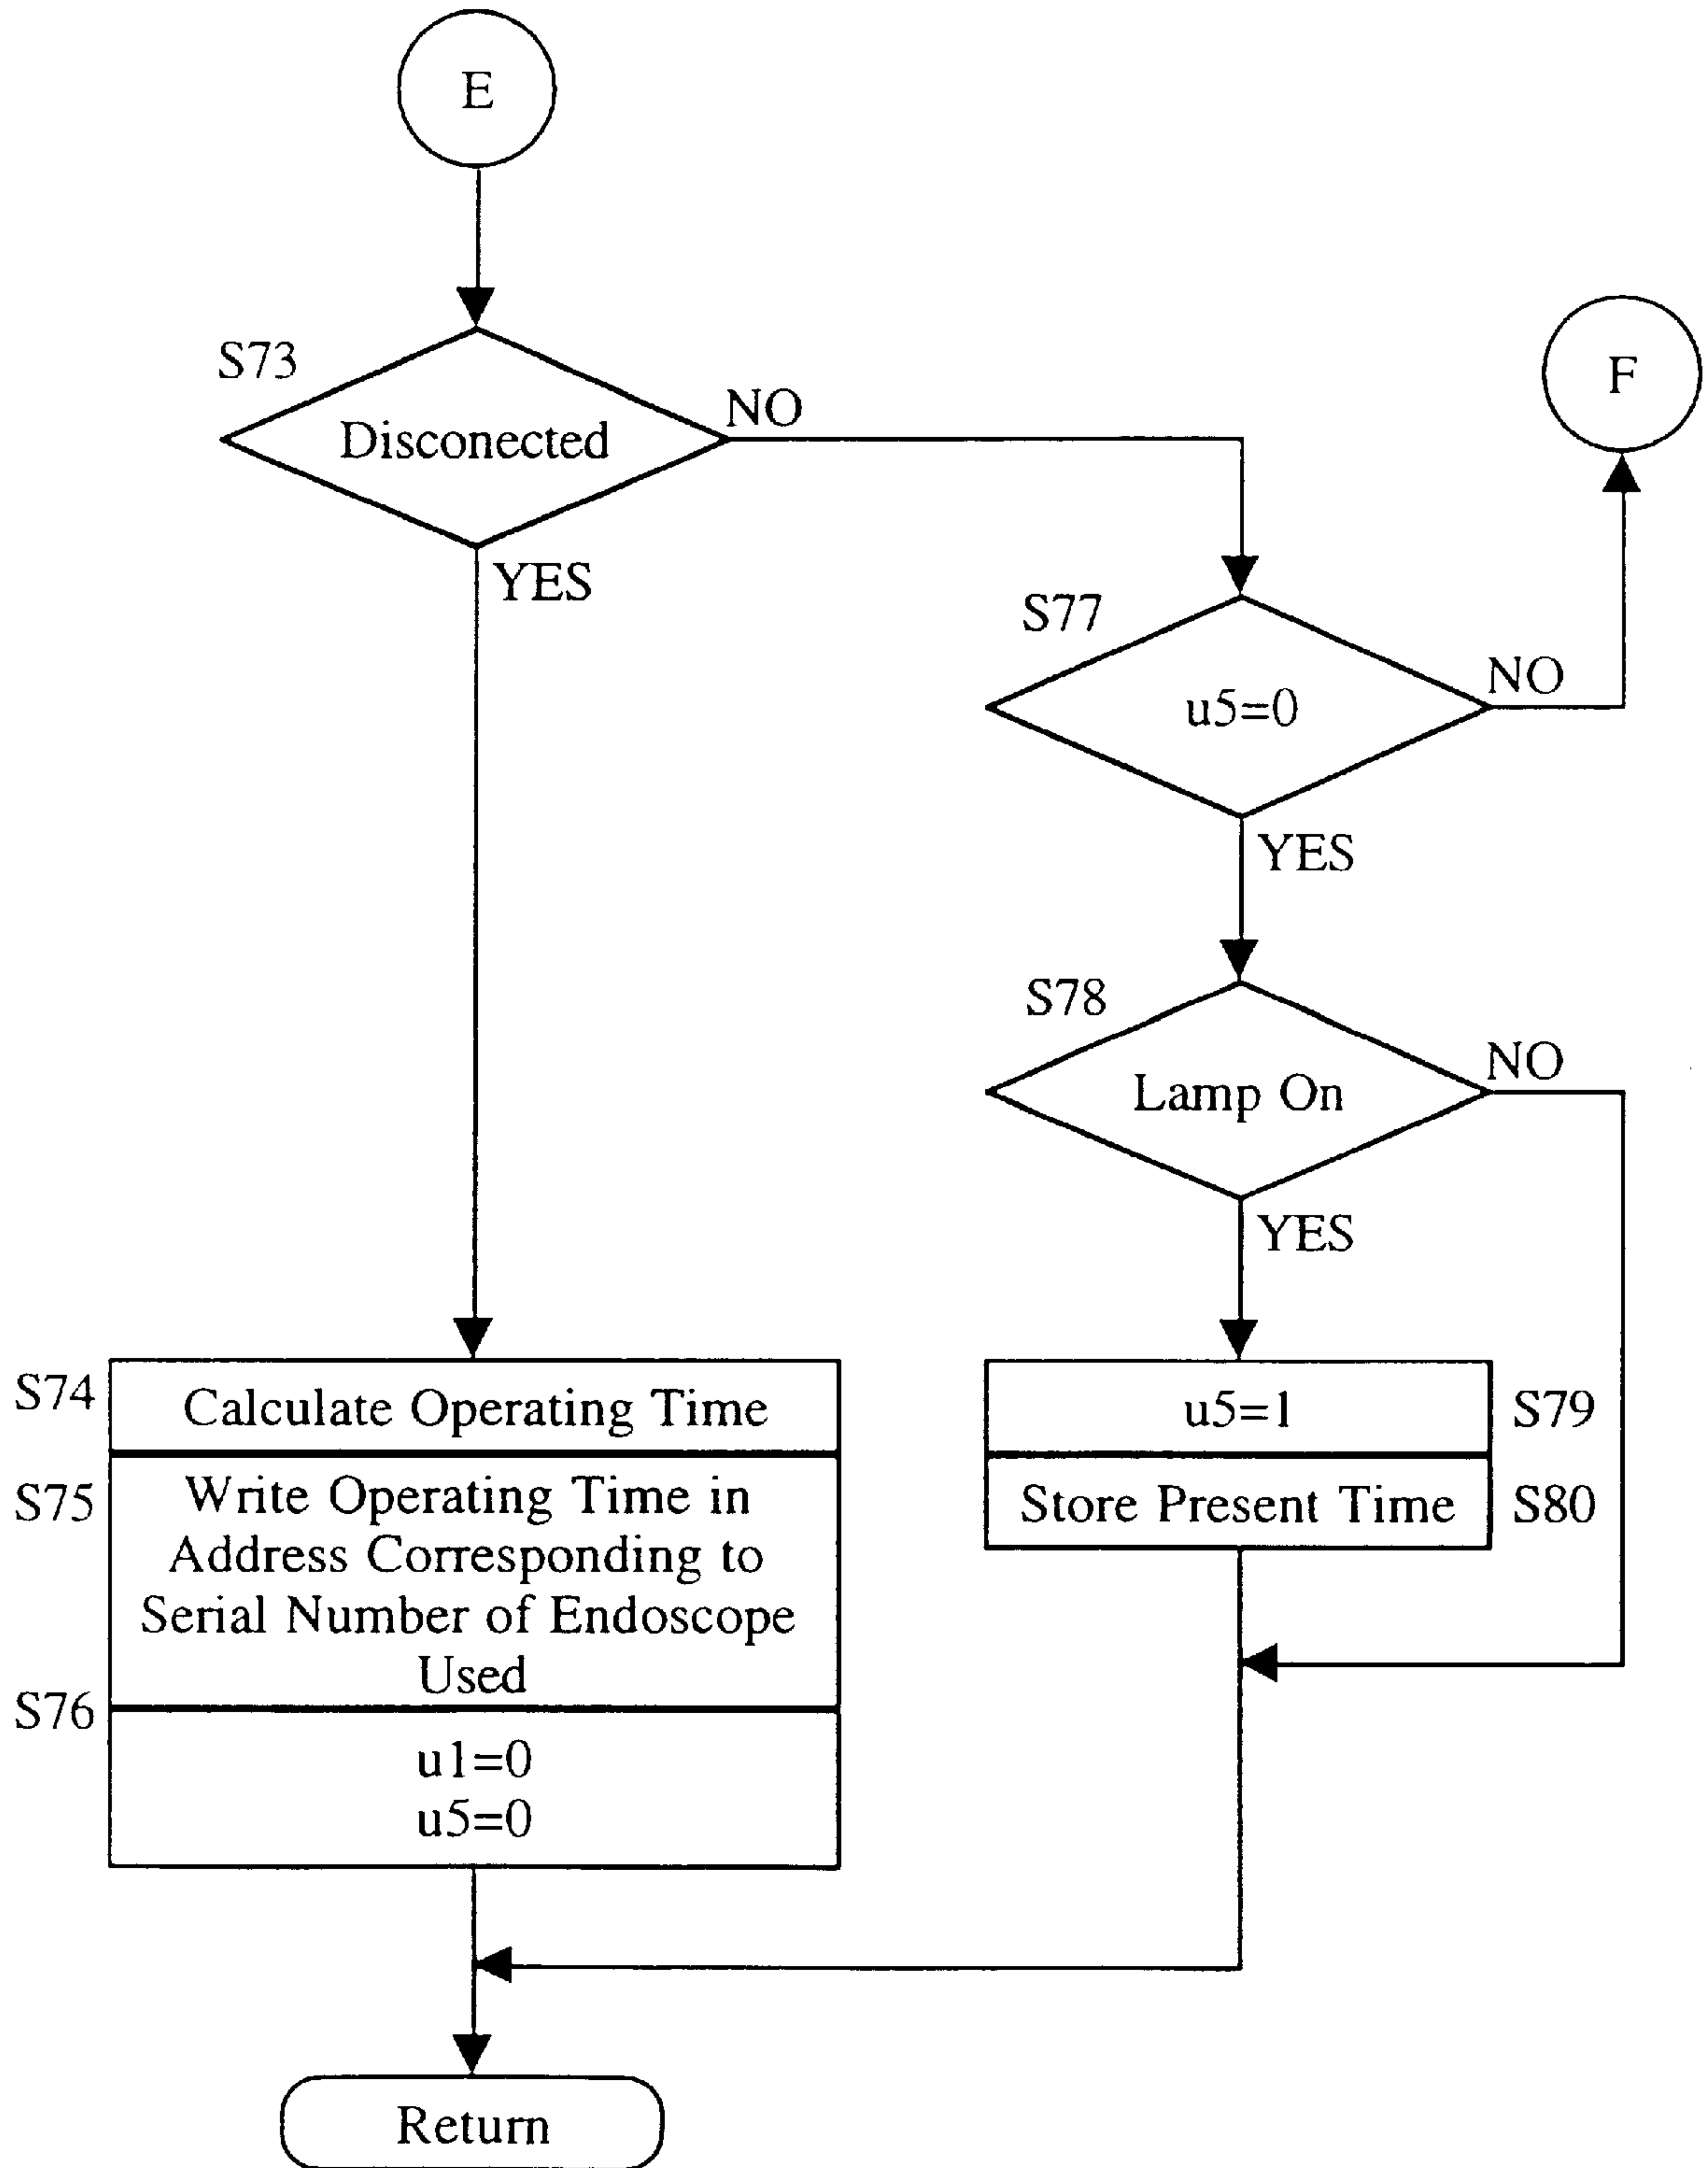 E
S73
Disconected
NO
YES
F
S77
u5=0
NO
YES
S78
Lamp On
NO
YES
S74
Calculate Operating Time
S75
Write Operating Time in
Address Corresponding to
Serial Number of Endoscope
Used
S76
u1=0
u5=0
u5=1
S79
Store Present Time
S80
Return